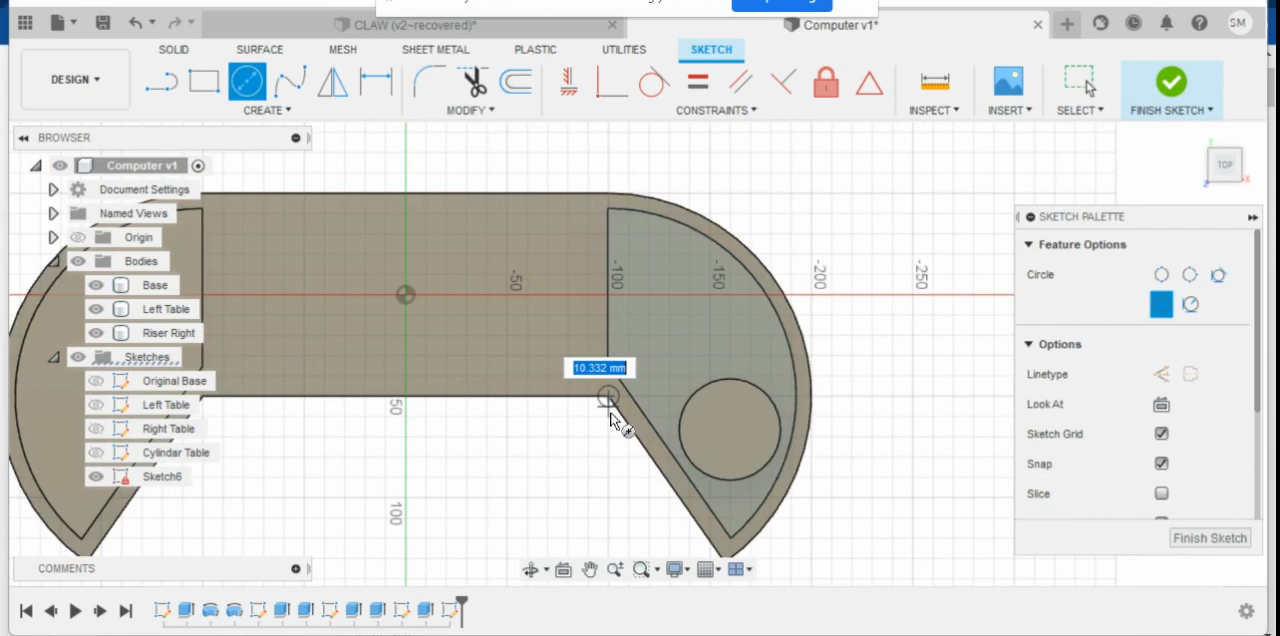 CLAW (v2~recovered)*
Computer v1*
SM
DESIGN
SOLID
SURFACE
MESH
SHEET METAL
PLASTIC
UTILITIES
SKETCH
CREATE
MODIFY
CONSTRAINTS
INSPECT
INSERT
SELECT
FINISH SKETCH
BROWSER
Computer v1
Document Settings
Named Views
Origin
Bodies
Base
Left Table
Riser Right
Sketches
Original Base
Left Table
Right Table
Cylindar Table
Sketch6
COMMENTS
-50
-100
-150
-200
-250
50
100
10.332 mm
TOP
X
Y
Z
SKETCH PALETTE
Feature Options
Circle
Options
Linetype
Look At
Sketch Grid
Snap
Slice
Finish Sketch